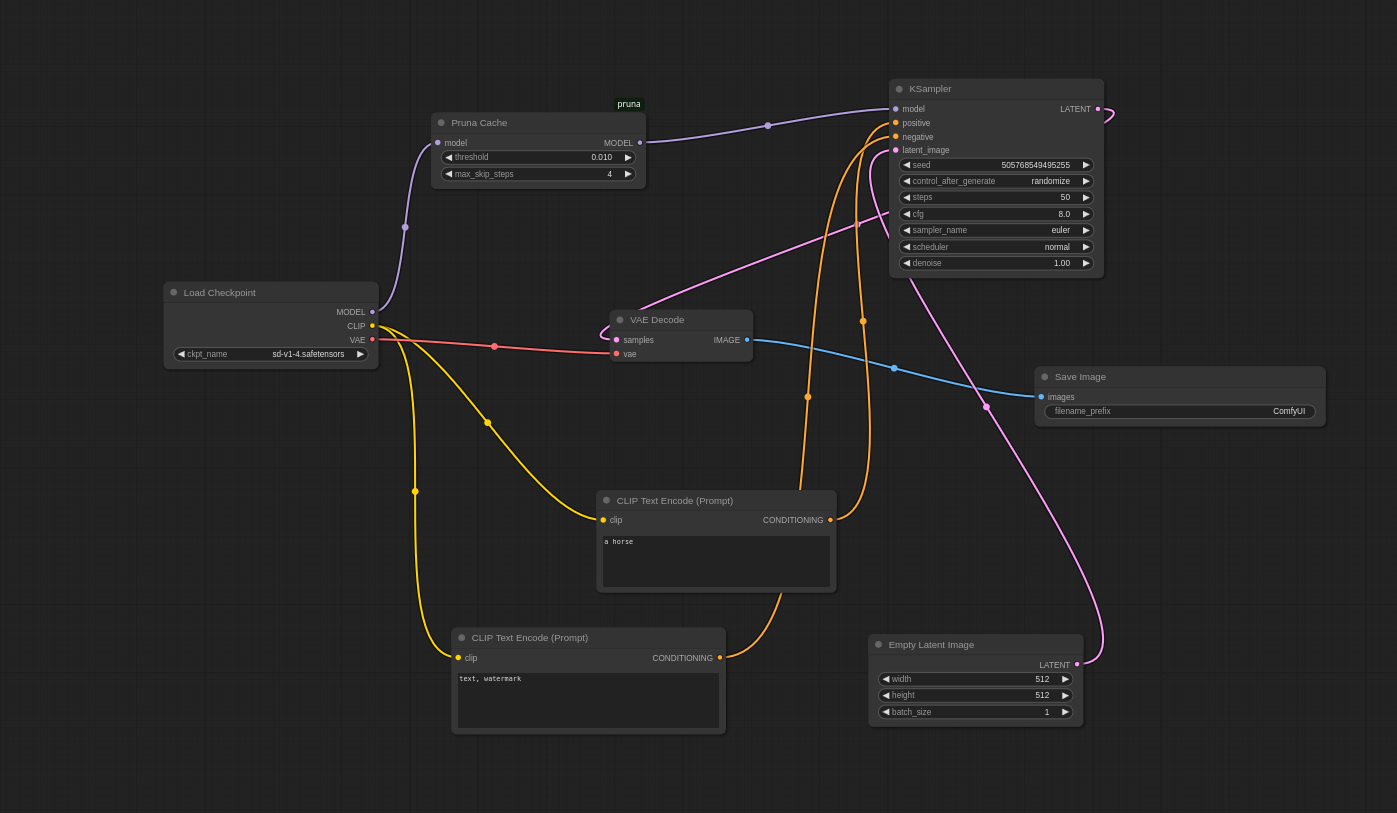 pruna
Pruna Cache
model MODEL
threshold 0.010
max_skip_steps 4
KSampler
model LATENT
positive
negative
latent_image
seed 505768549495255
control_after_generate randomize
steps 50
cfg 8.0
sampler_name euler
scheduler normal
denoise 1.00
Load Checkpoint
MODEL
CLIP
VAE
ckpt_name sd-v1-4.safetensors
VAE Decode
samples IMAGE
vae
Save Image
images
filename_prefix ComfyUI
CLIP Text Encode (Prompt)
clip CONDITIONING
a horse
CLIP Text Encode (Prompt)
clip CONDITIONING
text, watermark
Empty Latent Image
LATENT
width 512
height 512
batch_size 1